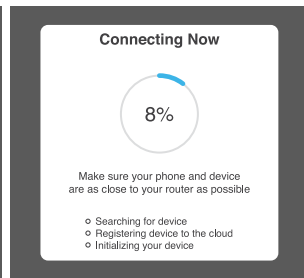 Connecting Now
8%
Make sure your phone and device
are as close to your router as possible
Searching for device
Registering device to the cloud
Initializing your device